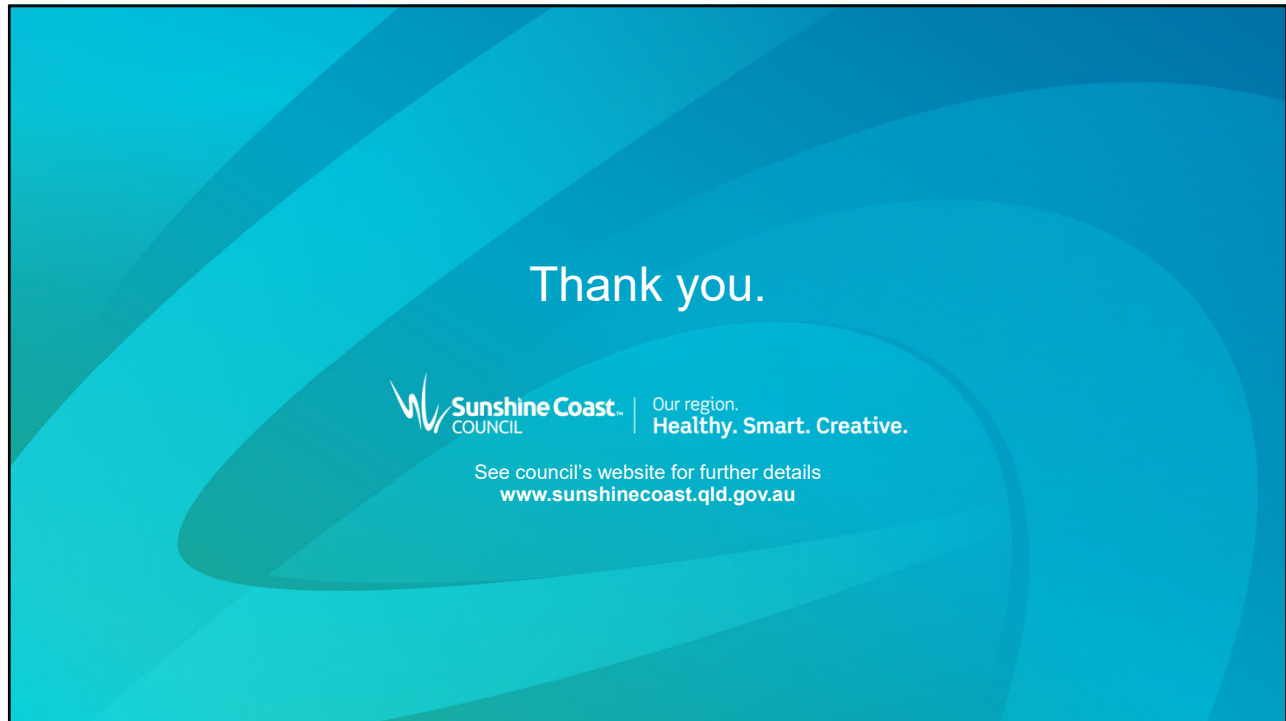 Thank you.
Sunshine Coast™
COUNCIL
Our region.
Healthy. Smart. Creative.
See council’s website for further details
www.sunshinecoast.qld.gov.au